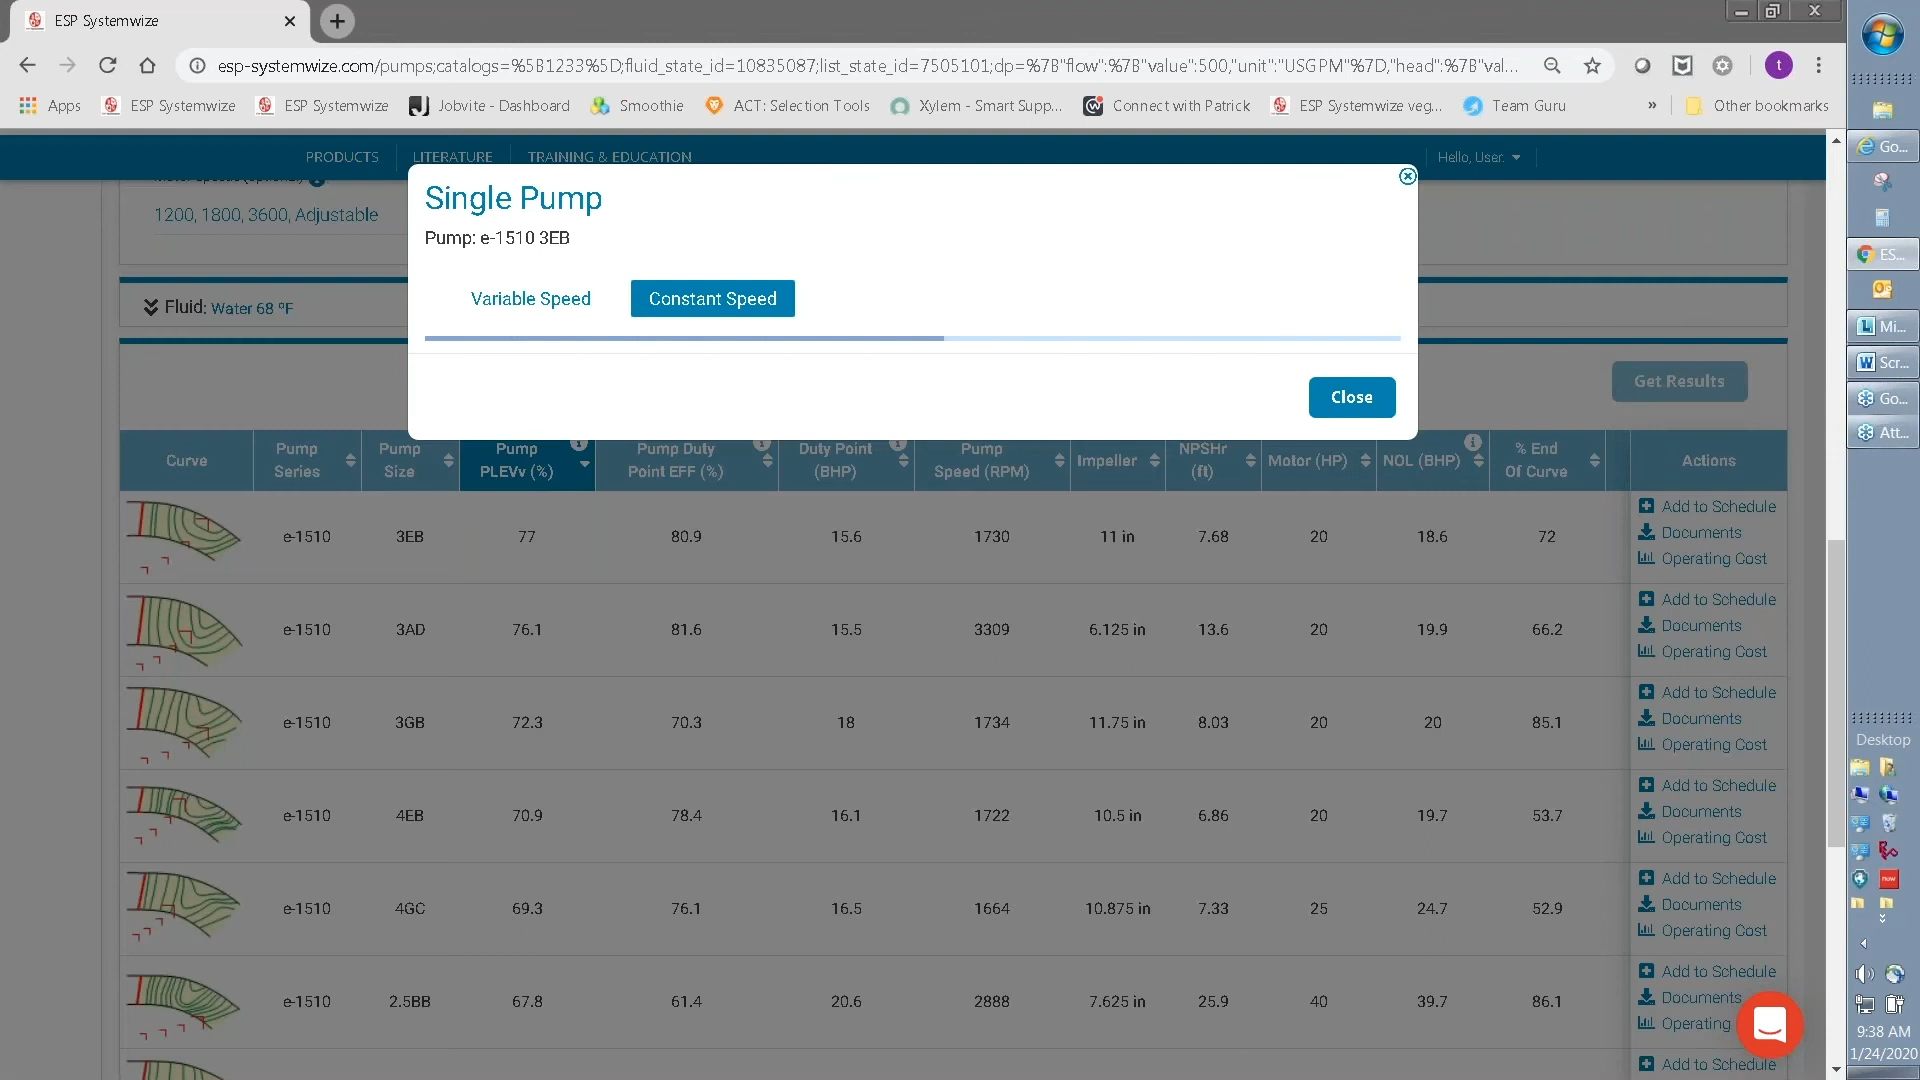 ESP Systemwize
esp-systemwize.com/pumps;catalogs=%5B1233%5D;fluid_state_id=10835087;list_state_id=7505101;dp=%7B"flow":%7B"value":500,"unit":"USGPM"%7D,"head":%7B"val...
t
Apps ESP Systemwize ESP Systemwize Jobvite - Dashboard Smoothie ACT: Selection Tools Xylem - Smart Supp... Connect with Patrick ESP Systemwize veg... Team Guru » Other bookmarks
PRODUCTS LITERATURE TRAINING & EDUCATION Hello, User.
1200, 1800, 3600, Adjustable
Single Pump
Pump: e-1510 3EB
Variable Speed Constant Speed
Close
Fluid: Water 68 ºF
Get Results
Curve Pump Series Pump Size Pump PLEVv (%) Pump Duty Point EFF (%) Duty Point (BHP) Pump Speed (RPM) Impeller NPSHr (ft) Motor (HP) NOL (BHP) % End Of Curve Actions
e-1510 3EB 77 80.9 15.6 1730 11 in 7.68 20 18.6 72
Add to Schedule
Documents
Operating Cost
e-1510 3AD 76.1 81.6 15.5 3309 6.125 in 13.6 20 19.9 66.2
Add to Schedule
Documents
Operating Cost
e-1510 3GB 72.3 70.3 18 1734 11.75 in 8.03 20 20 85.1
Add to Schedule
Documents
Operating Cost
e-1510 4EB 70.9 78.4 16.1 1722 10.5 in 6.86 20 19.7 53.7
Add to Schedule
Documents
Operating Cost
e-1510 4GC 69.3 76.1 16.5 1664 10.875 in 7.33 25 24.7 52.9
Add to Schedule
Documents
Operating Cost
e-1510 2.5BB 67.8 61.4 20.6 2888 7.625 in 25.9 40 39.7 86.1
Add to Schedule
Documents
Operating
Add to Schedule
Go...
ES...
Mi...
Scr...
Go...
Att...
Desktop
now
9:38 AM
1/24/2020